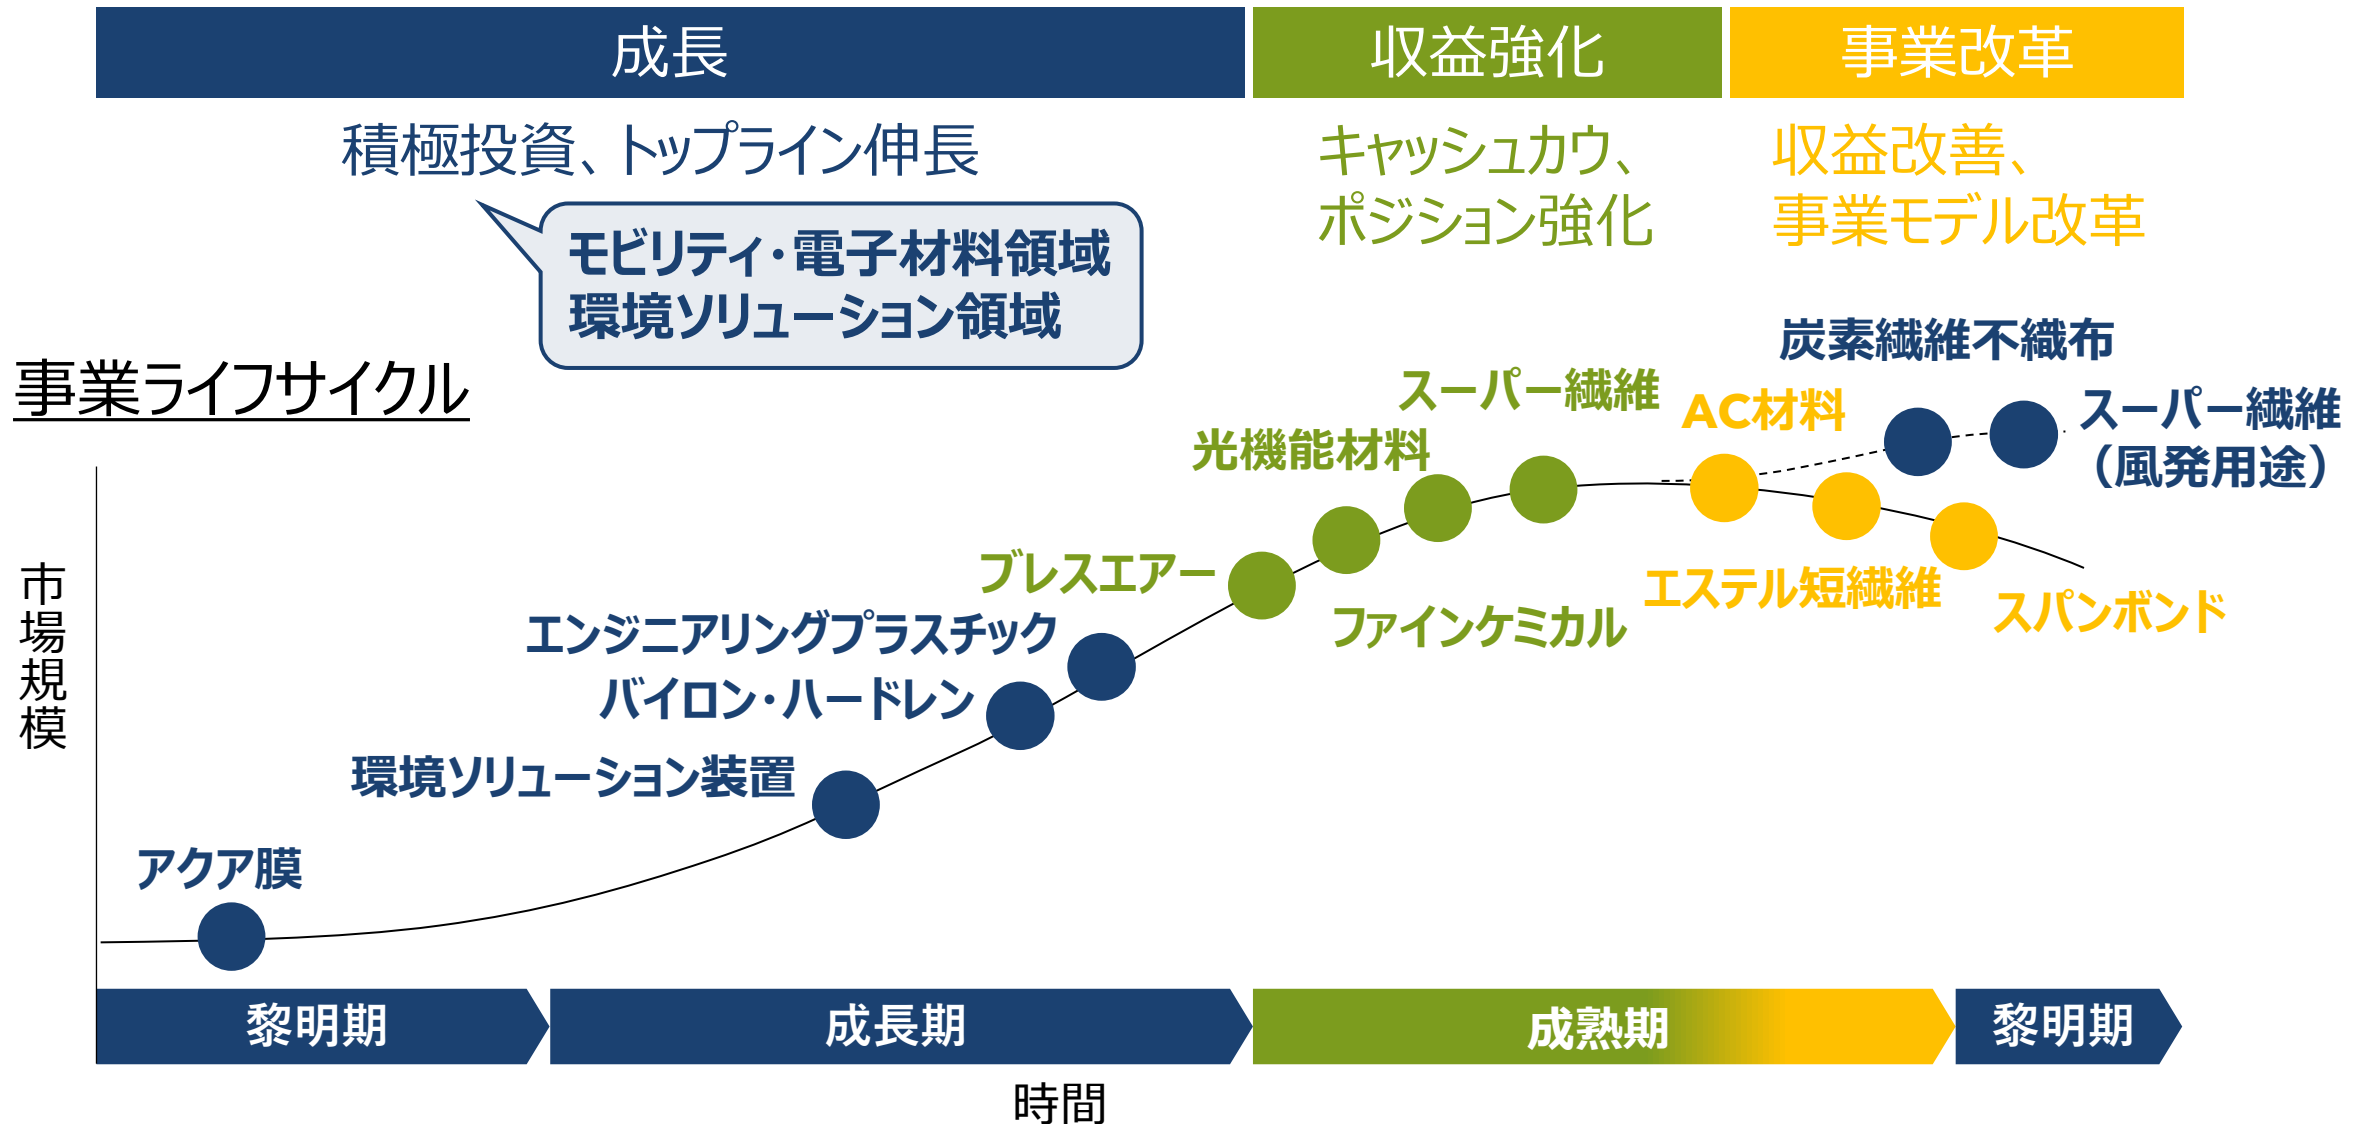 成長
収益強化
事業改革
積極投資、トップライン伸長
キャッシュカウ、
ポジション強化
収益改善、
事業モデル改革
モビリティ・電子材料領域
環境ソリューション領域
事業ライフサイクル
炭素繊維不織布
スーパー繊維
AC材料
スーパー繊維
（風発用途）
光機能材料
市場規模
ブレスエアー
エステル短繊維
スパンボンド
ファインケミカル
エンジニアリングプラスチック
バイロン・ハードレン
環境ソリューション装置
アクア膜
黎明期
成長期
成熟期
黎明期
時間